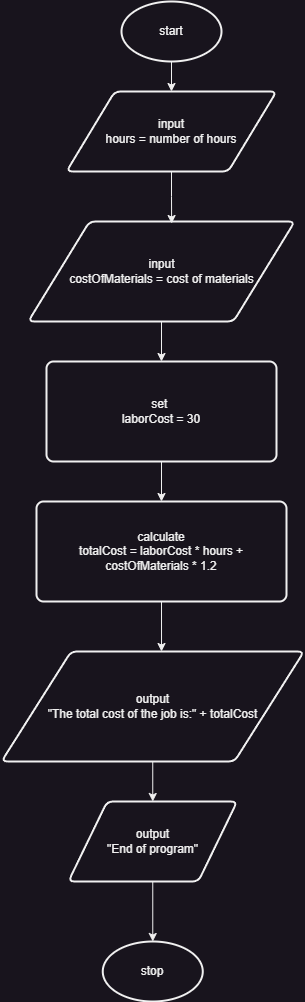 start
input
hours = number of hours
input
costOfMaterials = cost of materials
set
laborCost = 30
calculate
totalCost = laborCost * hours +
costOfMaterials * 1.2
output
"The total cost of the job is:" + totalCost
output
"End of program"
stop